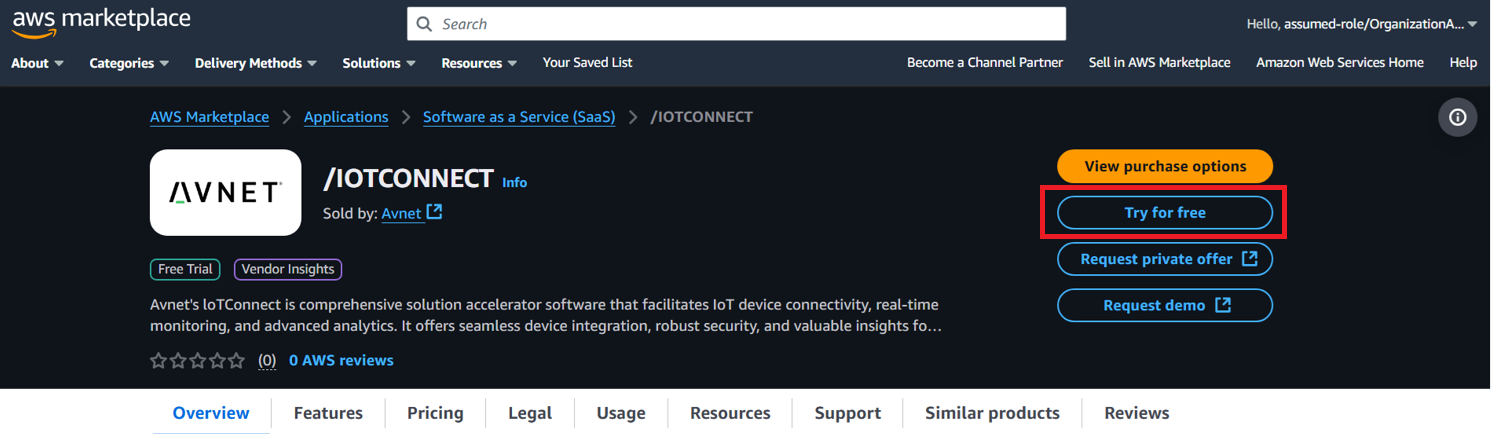 aws marketplace
Search
Hello, assumed-role/OrganizationA...
About Categories Delivery Methods Solutions Resources Your Saved List Become a Channel Partner Sell in AWS Marketplace Amazon Web Services Home Help
AWS Marketplace > Applications > Software as a Service (SaaS) > /IOTCONNECT
AVNET®
/IOTCONNECT Info
Sold by: Avnet
View purchase options
Try for free
Request private offer
Request demo
Free Trial Vendor Insights
Avnet's IoTConnect is comprehensive solution accelerator software that facilitates IoT device connectivity, real-time
monitoring, and advanced analytics. It offers seamless device integration, robust security, and valuable insights fo...
(0) 0 AWS reviews
Overview Features Pricing Legal Usage Resources Support Similar products Reviews